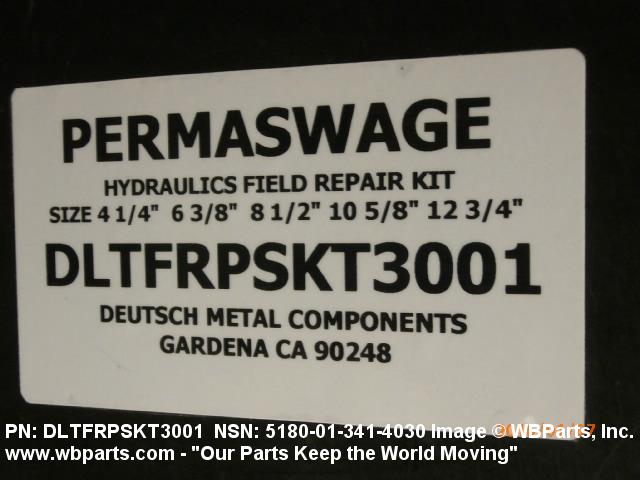 PERMASWAGE
HYDRAULICS FIELD REPAIR KIT
SIZE 4 1/4" 6 3/8" 8 1/2" 10 5/8" 12 3/4"
DLTFRPSKT3001
DEUTSCH METAL COMPONENTS
GARDENA CA 90248
PN: DLTFRPSKT3001 NSN: 5180-01-341-4030 Image © WBParts, Inc.
www.wbparts.com - "Our Parts Keep the World Moving"